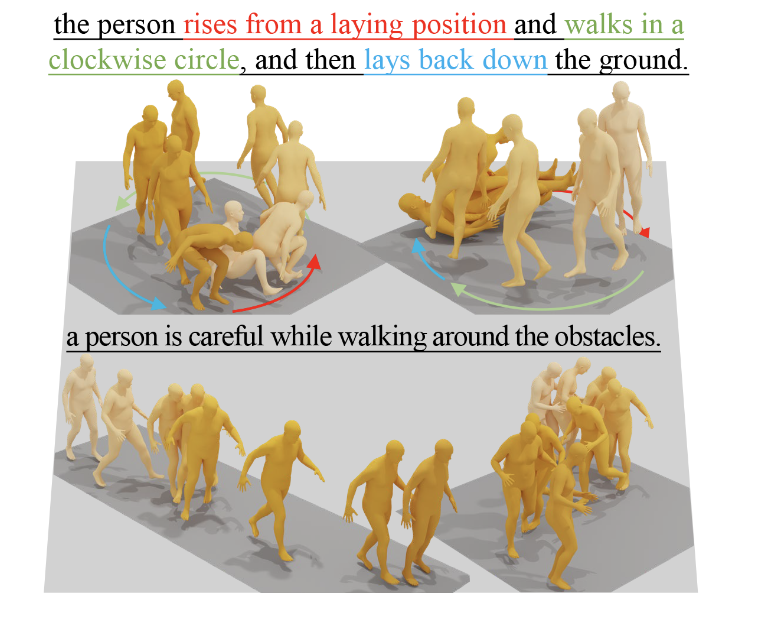 the person rises from a laying position and walks in a
clockwise circle, and then lays back down the ground.
a person is careful while walking around the obstacles.